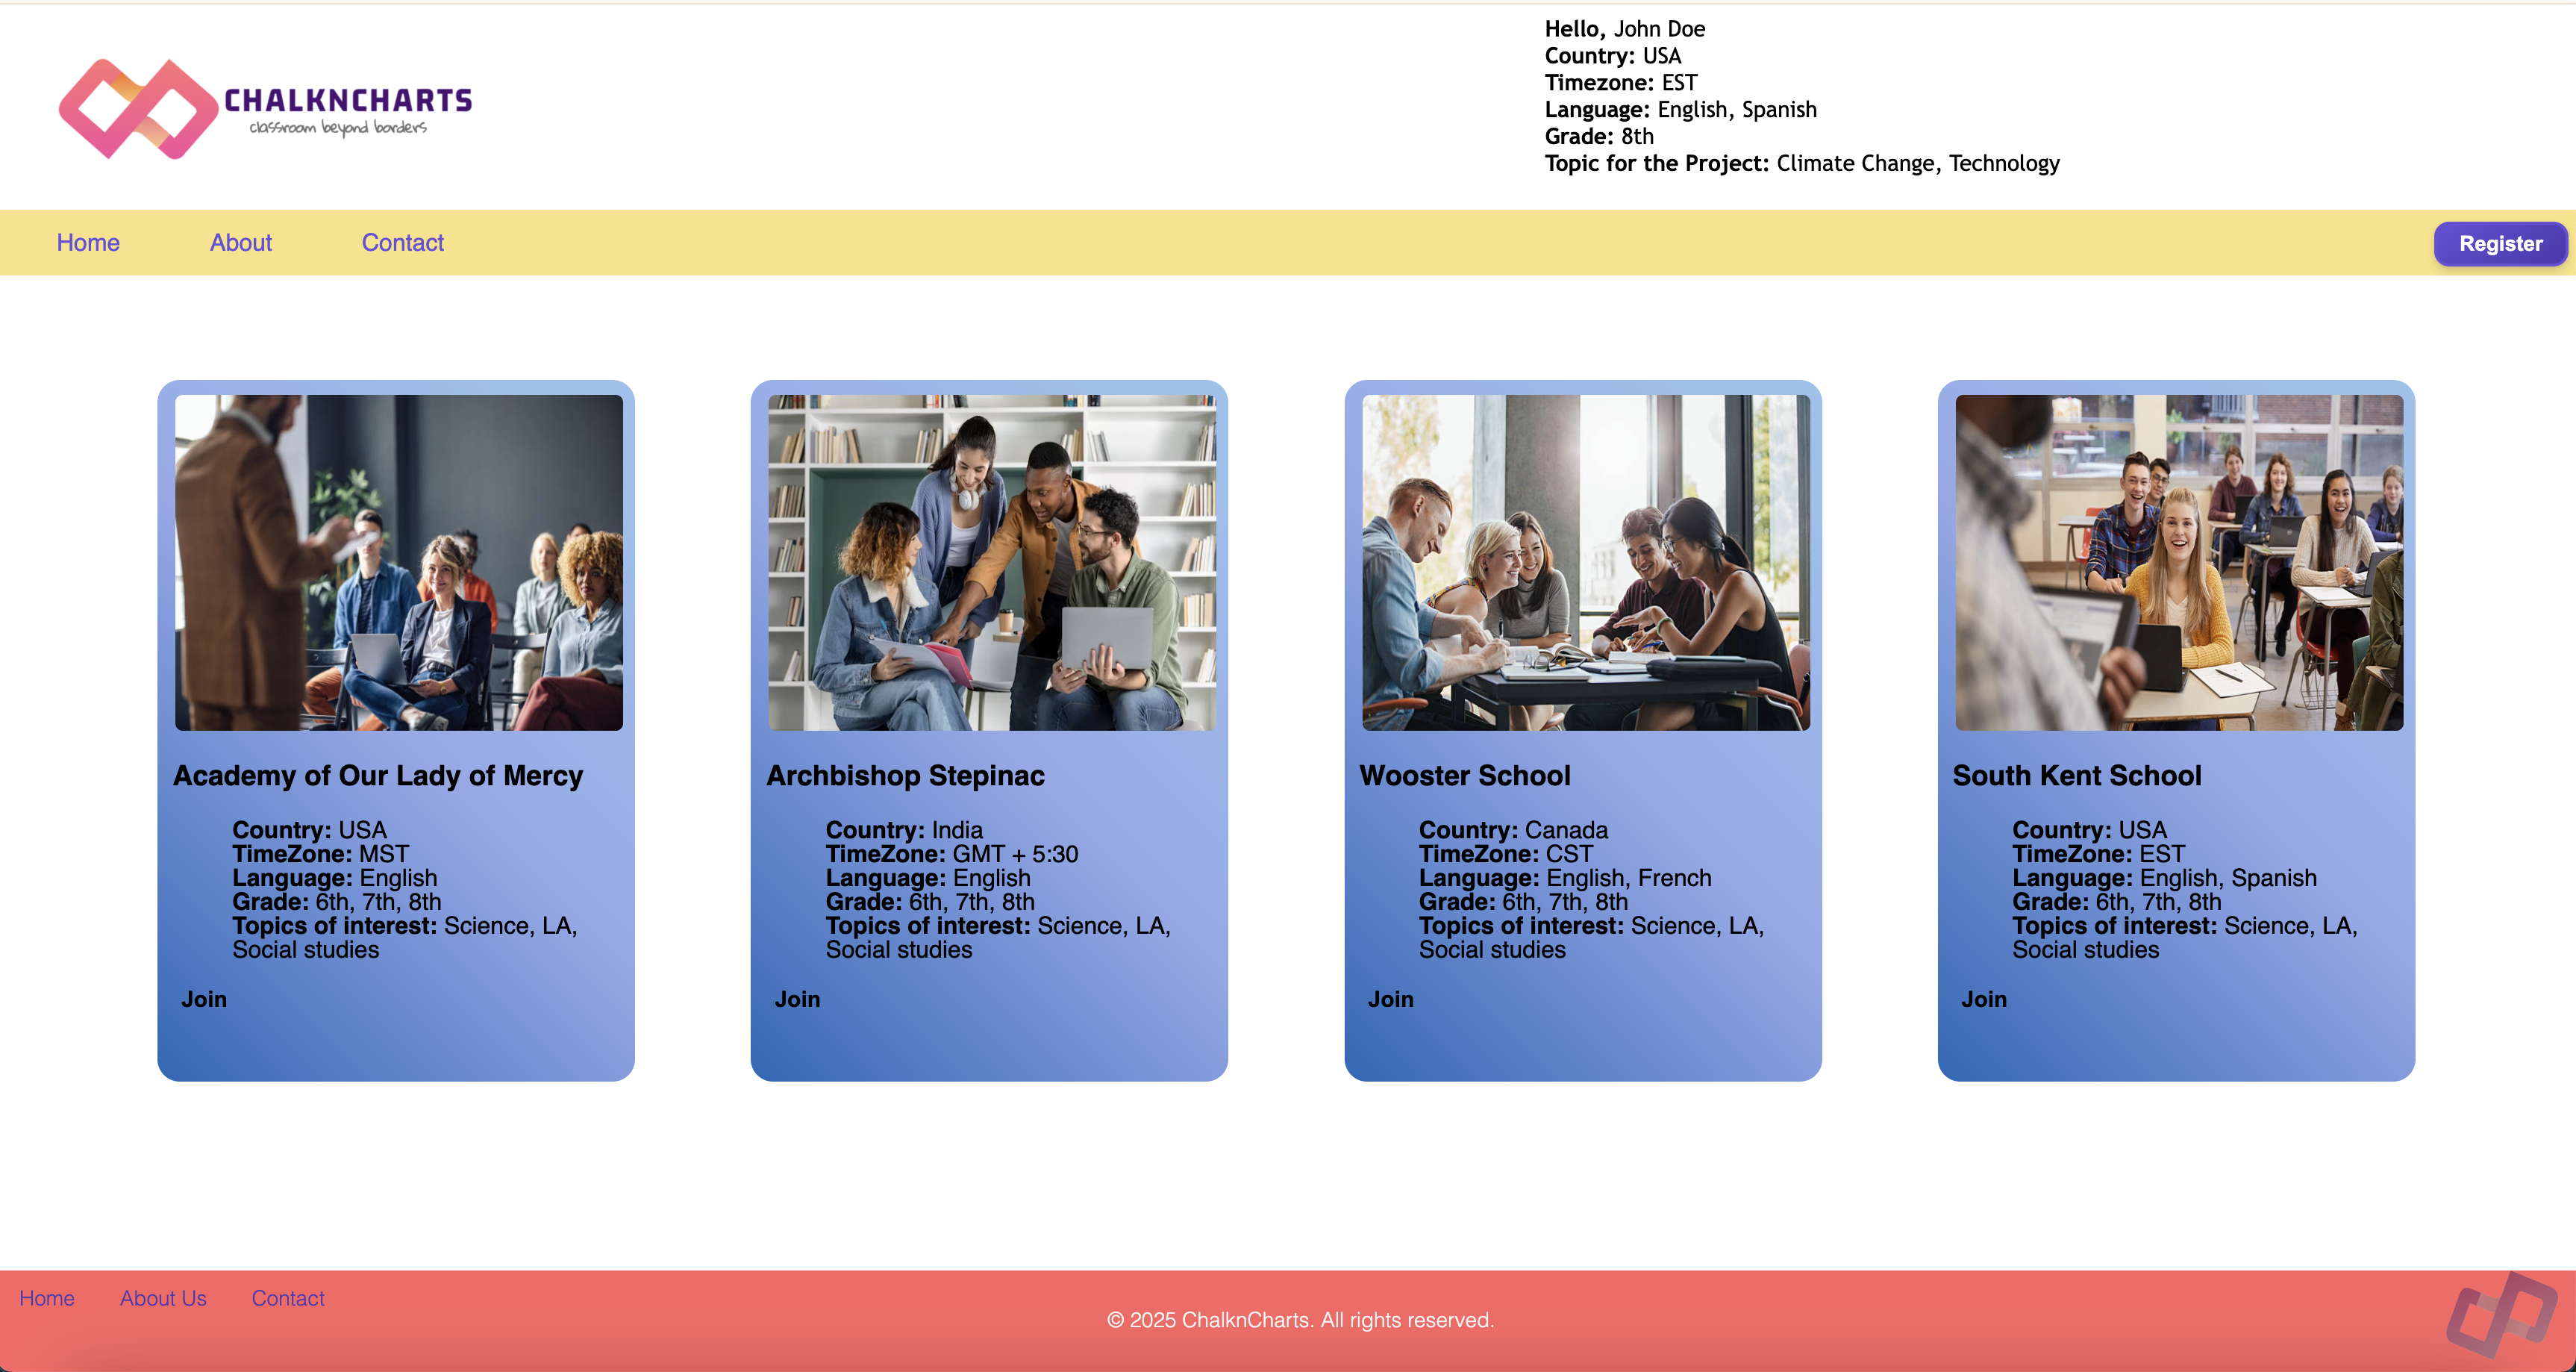 CHALKNCHARTS
classroom beyond borders
Hello, John Doe
Country: USA
Timezone: EST
Language: English, Spanish
Grade: 8th
Topic for the Project: Climate Change, Technology
Home
About
Contact
Register
Academy of Our Lady of Mercy
Country: USA
TimeZone: MST
Language: English
Grade: 6th, 7th, 8th
Topics of interest: Science, LA,
Social studies
Join
Archbishop Stepinac
Country: India
TimeZone: GMT + 5:30
Language: English
Grade: 6th, 7th, 8th
Topics of interest: Science, LA,
Social studies
Join
Wooster School
Country: Canada
TimeZone: CST
Language: English, French
Grade: 6th, 7th, 8th
Topics of interest: Science, LA,
Social studies
Join
South Kent School
Country: USA
TimeZone: EST
Language: English, Spanish
Grade: 6th, 7th, 8th
Topics of interest: Science, LA,
Social studies
Join
Home
About Us
Contact
© 2025 ChalknCharts. All rights reserved.